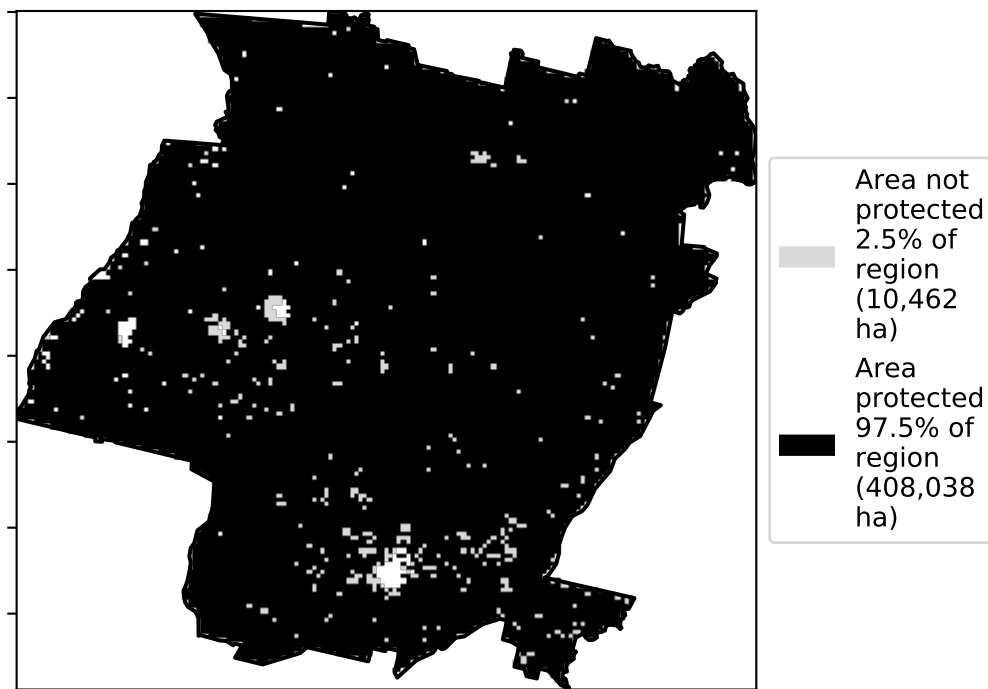 Area not
protected
2.5% of
region
(10,462
ha)
Area
protected
97.5% of
region
(408,038
ha)